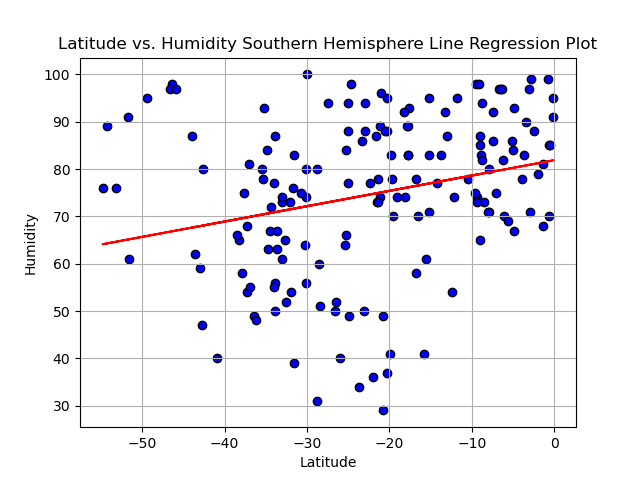 Latitude vs. Humidity Southern Hemisphere Line Regression Plot
100
90
80
70
60
50
40
30
Humidity
−50 −40 −30 −20 −10 0
Latitude